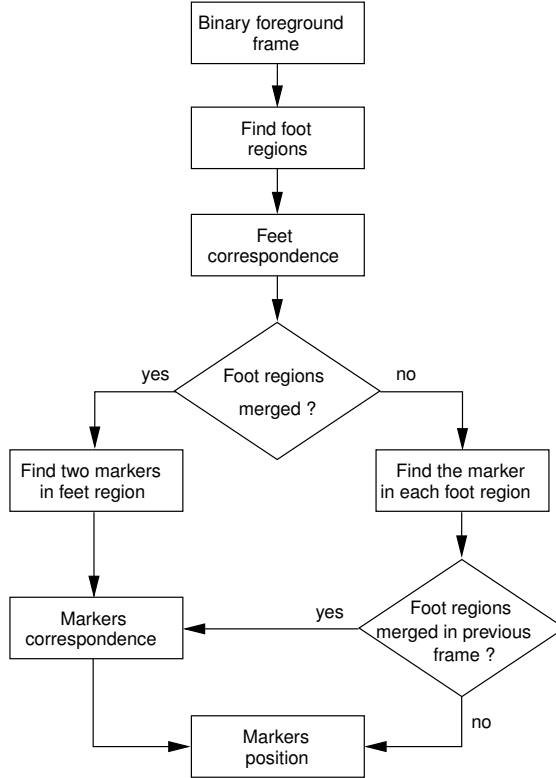 Binary foreground
frame
Find foot
regions
Feet
correspondence
yes
Foot regions
merged ?
no
Find two markers
in feet region
Find the marker
in each foot region
Markers
correspondence
yes
Foot regions
merged in previous
frame ?
no
Markers
position